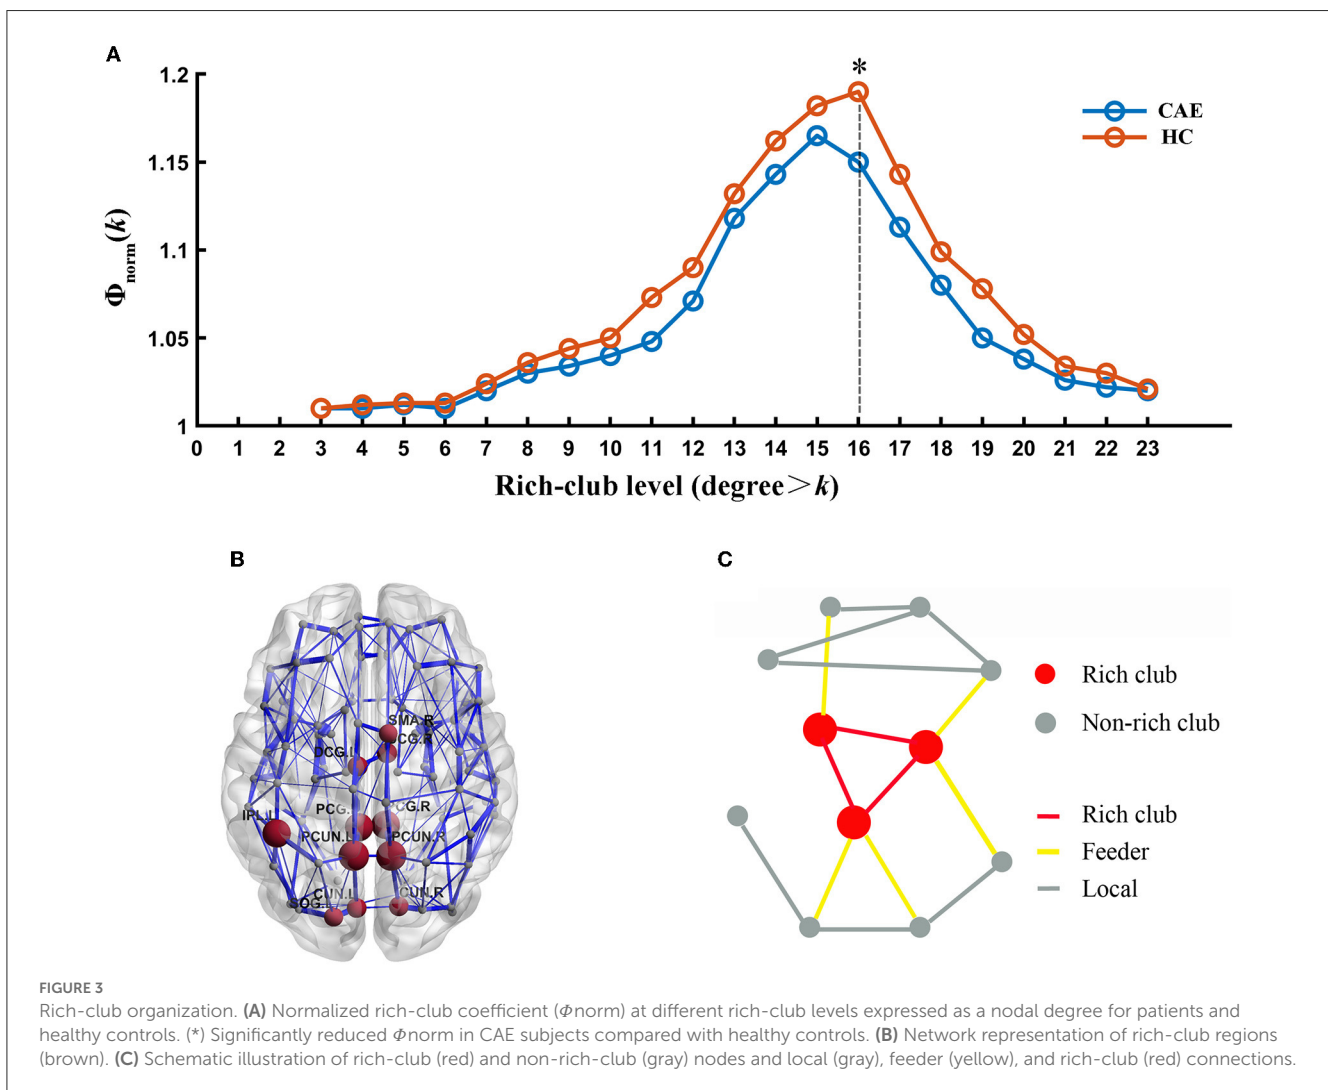 A
*
1.2
1.15
1.1
1.05
1
Φnorm(k)
CAE
HC
0 1 2 3 4 5 6 7 8 9 10 11 12 13 14 15 16 17 18 19 20 21 22 23
Rich-club level (degree>k)
B
SMA.R
DCG.L
IPL.L
PCUN.L PCUN.R
CUN.L CUN.R
C
Rich club
Non-rich club
Rich club
Feeder
Local
FIGURE 3
Rich-club organization. (A) Normalized rich-club coefficient (Φnorm) at different rich-club levels expressed as a nodal degree for patients and
healthy controls. (*) Significantly reduced Φnorm in CAE subjects compared with healthy controls. (B) Network representation of rich-club regions
(brown). (C) Schematic illustration of rich-club (red) and non-rich-club (gray) nodes and local (gray), feeder (yellow), and rich-club (red) connections.